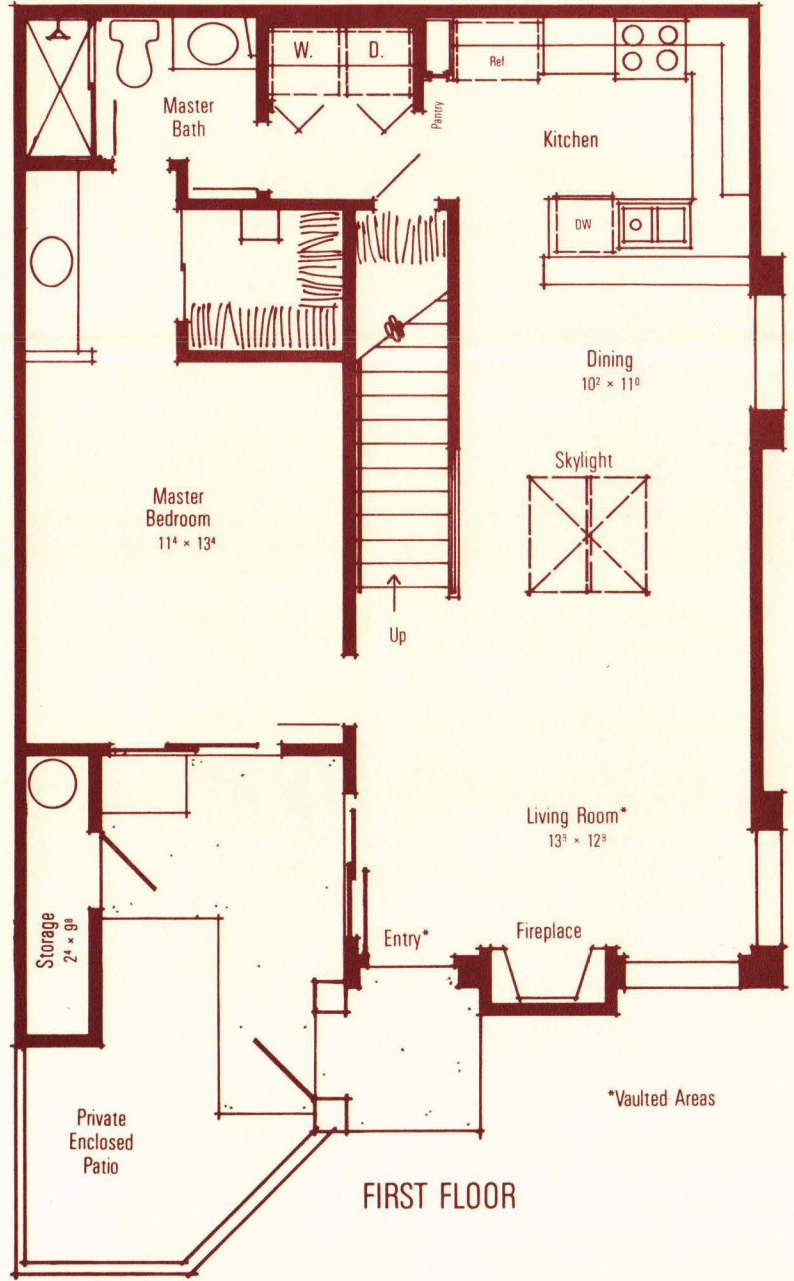 W.
D.
Ref.
Master
Bath
Pantry
Kitchen
DW
Dining
10² × 11⁰
Skylight
Master
Bedroom
11⁴ × 13⁴
Up
Living Room*
13⁹ × 12⁹
Storage
2⁴ × 9⁸
Entry*
Fireplace
*Vaulted Areas
Private
Enclosed
Patio
FIRST FLOOR